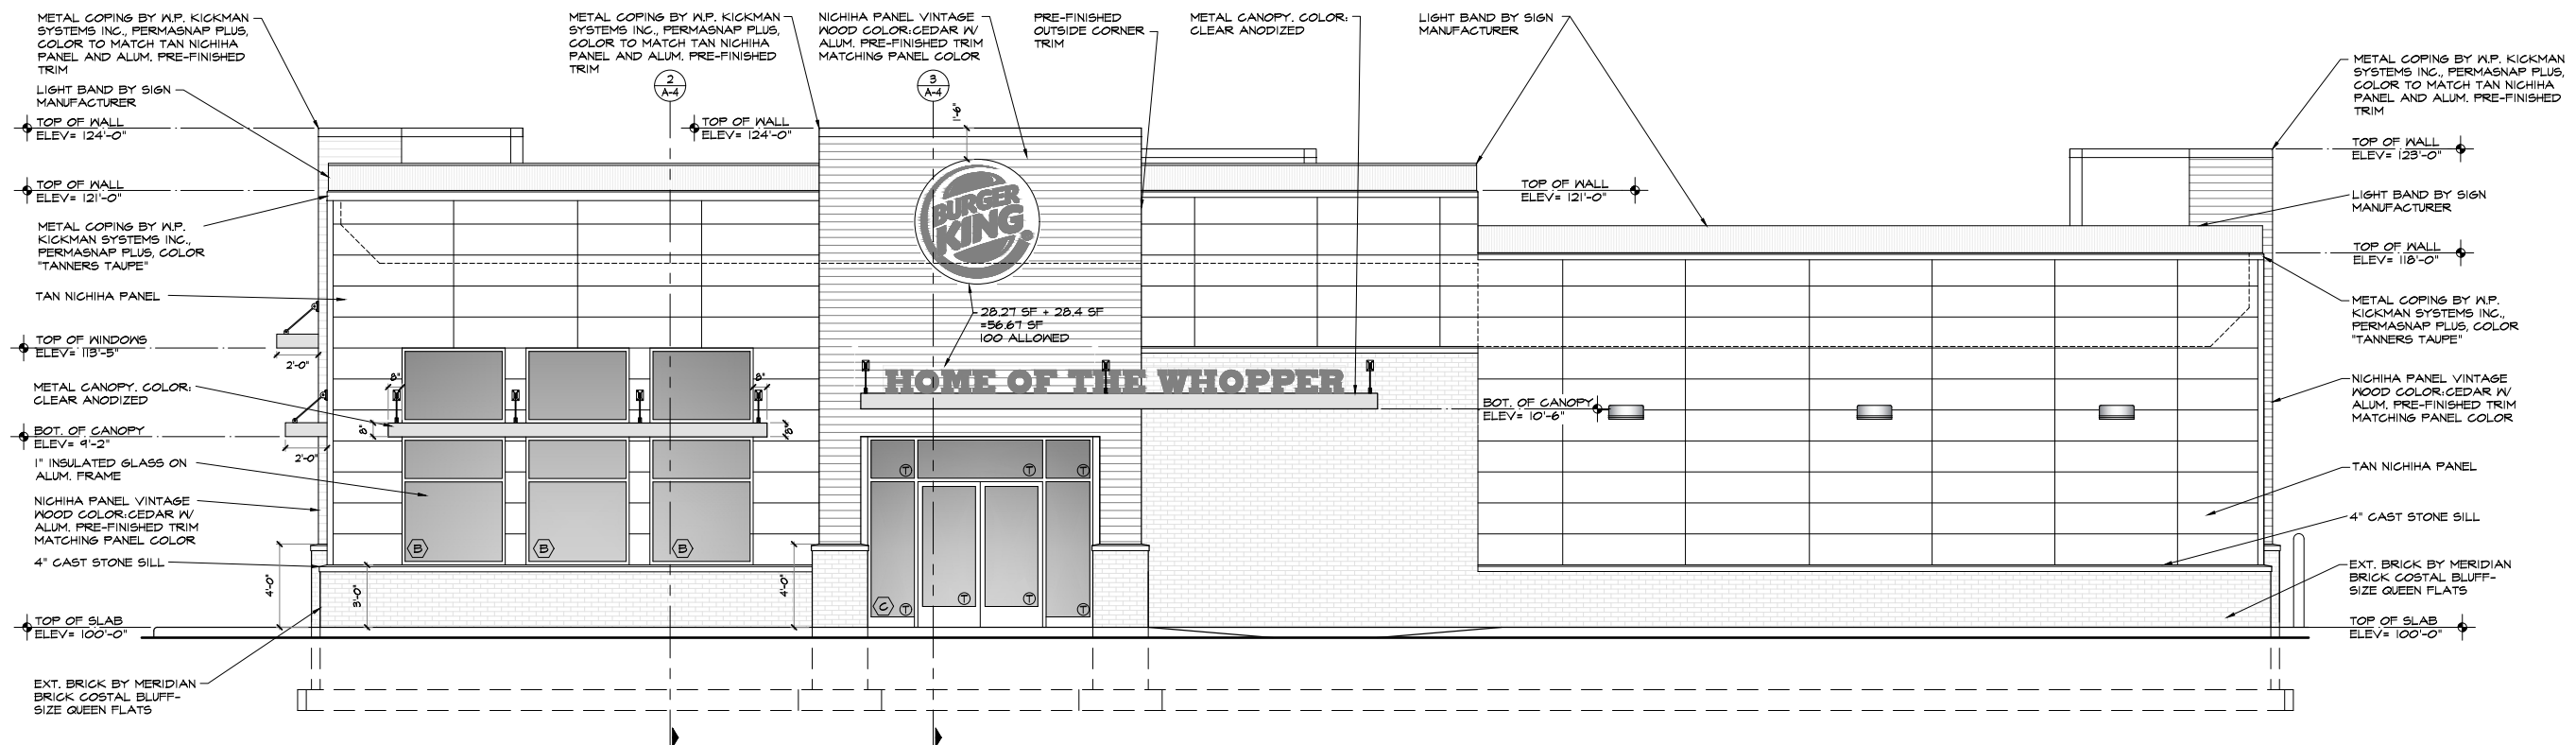 METAL COPING BY W.P. KICKMAN
SYSTEMS INC., PERMASNAP PLUS,
COLOR TO MATCH TAN NICHIHA
PANEL AND ALUM. PRE-FINISHED
TRIM
LIGHT BAND BY SIGN
MANUFACTURER
TOP OF WALL
ELEV= 124'-0"
TOP OF WALL
ELEV= 121'-0"
METAL COPING BY W.P.
KICKMAN SYSTEMS INC.,
PERMASNAP PLUS, COLOR
"TANNERS TAUPE"
TAN NICHIHA PANEL
TOP OF WINDOWS
ELEV= 113'-5"
2'-0"
METAL CANOPY. COLOR:
CLEAR ANODIZED
BOT. OF CANOPY
ELEV= 9'-2"
2'-0"
1" INSULATED GLASS ON
ALUM. FRAME
NICHIHA PANEL VINTAGE
WOOD COLOR:CEDAR W/
ALUM. PRE-FINISHED TRIM
MATCHING PANEL COLOR
4" CAST STONE SILL
TOP OF SLAB
ELEV= 100'-0"
EXT. BRICK BY MERIDIAN
BRICK COSTAL BLUFF-
SIZE QUEEN FLATS
4'-0"
3'-0"
8"
8"
8"
8"
B
B
B
METAL COPING BY W.P. KICKMAN
SYSTEMS INC., PERMASNAP PLUS,
COLOR TO MATCH TAN NICHIHA
PANEL AND ALUM. PRE-FINISHED
TRIM
2
A-4
TOP OF WALL
ELEV= 124'-0"
NICHIHA PANEL VINTAGE
WOOD COLOR:CEDAR W/
ALUM. PRE-FINISHED TRIM
MATCHING PANEL COLOR
3
A-4
BURGER
KING
28.27 SF + 28.4 SF
=56.67 SF
100 ALLOWED
HOME OF THE WHOPPER
4'-0"
T
T
T
C
T
T
T
T
PRE-FINISHED
OUTSIDE CORNER
TRIM
METAL CANOPY. COLOR:
CLEAR ANODIZED
LIGHT BAND BY SIGN
MANUFACTURER
TOP OF WALL
ELEV= 121'-0"
BOT. OF CANOPY
ELEV= 10'-6"
METAL COPING BY W.P. KICKMAN
SYSTEMS INC., PERMASNAP PLUS,
COLOR TO MATCH TAN NICHIHA
PANEL AND ALUM. PRE-FINISHED
TRIM
TOP OF WALL
ELEV= 123'-0"
LIGHT BAND BY SIGN
MANUFACTURER
TOP OF WALL
ELEV= 118'-0"
METAL COPING BY W.P.
KICKMAN SYSTEMS INC.,
PERMASNAP PLUS, COLOR
"TANNERS TAUPE"
NICHIHA PANEL VINTAGE
WOOD COLOR:CEDAR W/
ALUM. PRE-FINISHED TRIM
MATCHING PANEL COLOR
TAN NICHIHA PANEL
4" CAST STONE SILL
EXT. BRICK BY MERIDIAN
BRICK COSTAL BLUFF-
SIZE QUEEN FLATS
TOP OF SLAB
ELEV= 100'-0"